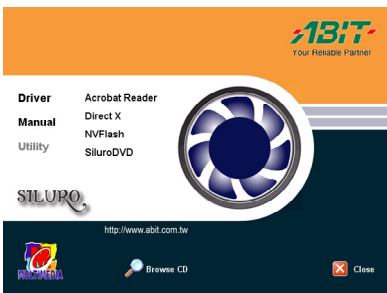 ABIT
Your Reliable Partner
Driver
Manual
Utility
Acrobat Reader
Direct X
NVFlash
SiluroDVD
SILURO
http://www.abit.com.tw
MULTIMEDIA
Browse CD
Close